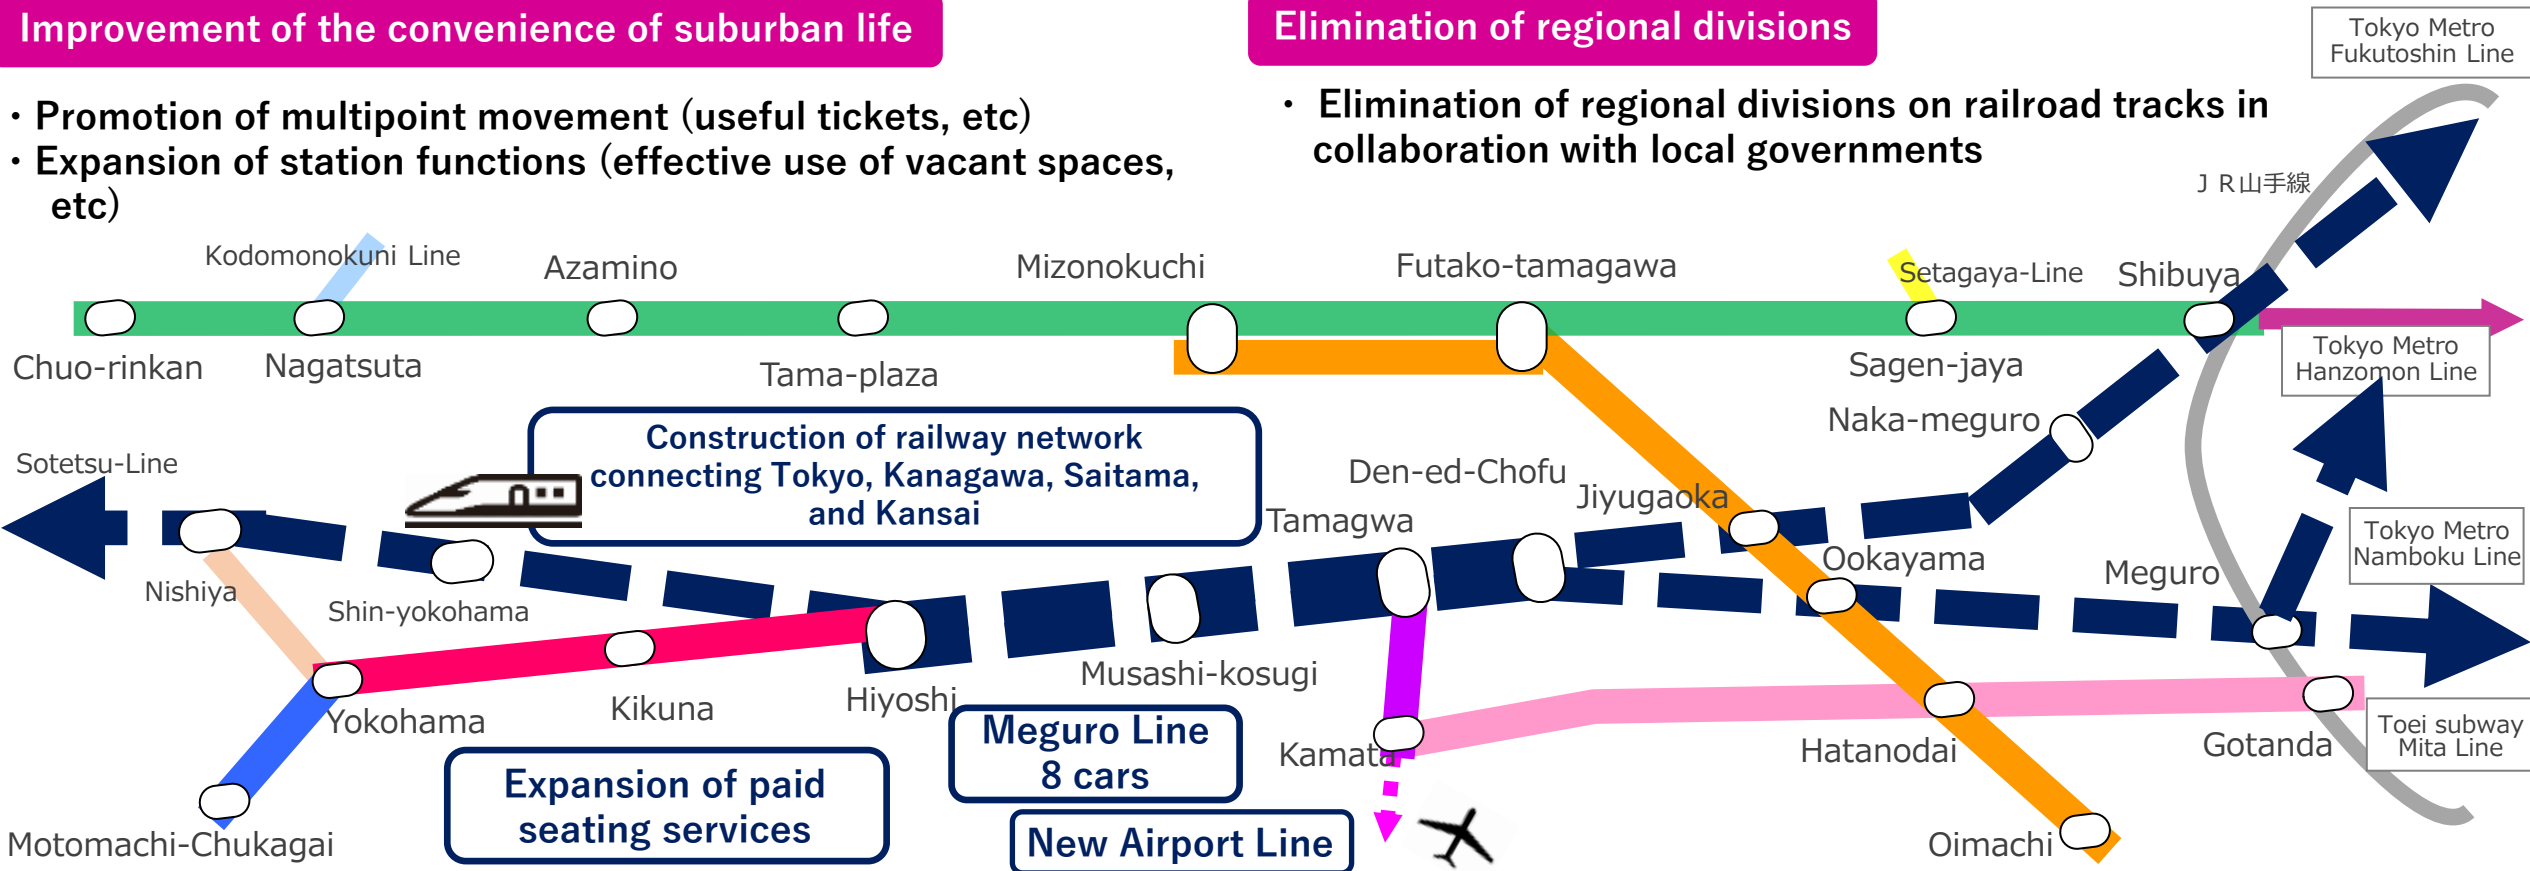 Improvement of the convenience of suburban life
Elimination of regional divisions
Tokyo Metro
Fukutoshin Line
・Promotion of multipoint movement (useful tickets, etc)
・Expansion of station functions (effective use of vacant spaces,
etc)
・ Elimination of regional divisions on railroad tracks in
collaboration with local governments
ＪＲ山手線
Kodomonokuni Line
Azamino
Mizonokuchi
Futako-tamagawa
Setagaya-Line
Shibuya
Chuo-rinkan
Nagatsuta
Tama-plaza
Sagen-jaya
Tokyo Metro
Hanzomon Line
Naka-meguro
Construction of railway network
connecting Tokyo, Kanagawa, Saitama,
and Kansai
Sotetsu-Line
Den-ed-Chofu
Jiyugaoka
Tamagwa
Ookayama
Meguro
Tokyo Metro
Namboku Line
Nishiya
Shin-yokohama
Musashi-kosugi
Hiyoshi
Kikuna
Yokohama
Meguro Line
8 cars
Kamata
Hatanodai
Gotanda
Toei subway
Mita Line
Expansion of paid
seating services
New Airport Line
Motomachi-Chukagai
Oimachi